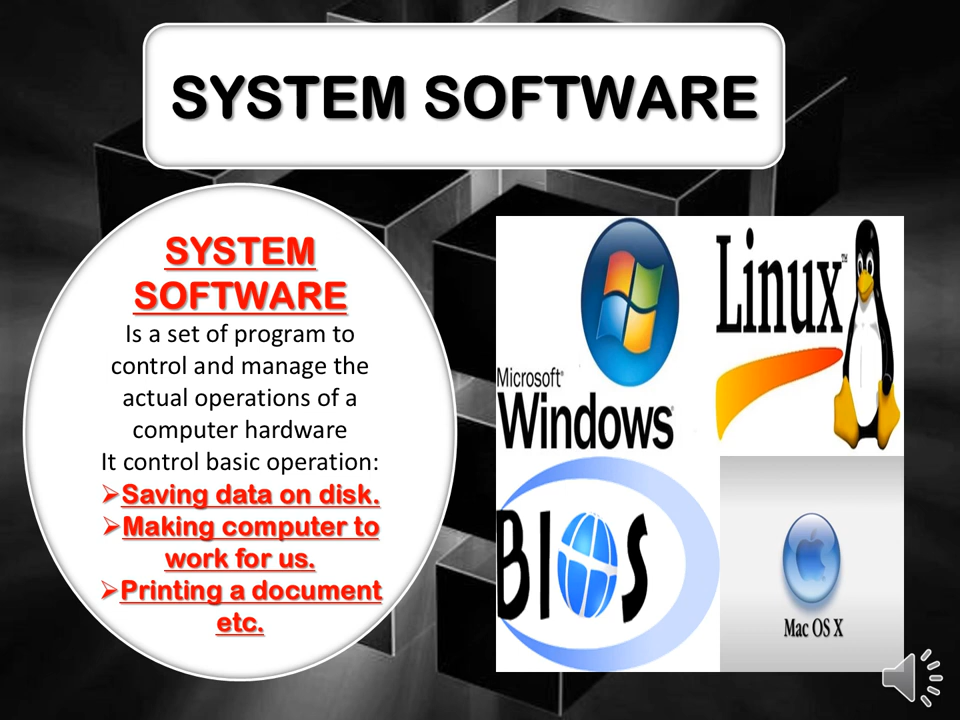 SYSTEM SOFTWARE
SYSTEM
SOFTWARE
Is a set of program to
control and manage the
actual operations of a
computer hardware
It control basic operation:
➢Saving data on disk.
➢Making computer to
work for us.
➢Printing a document
etc.
Microsoft®
Windows®
Linux™
BIOS
Mac OS X